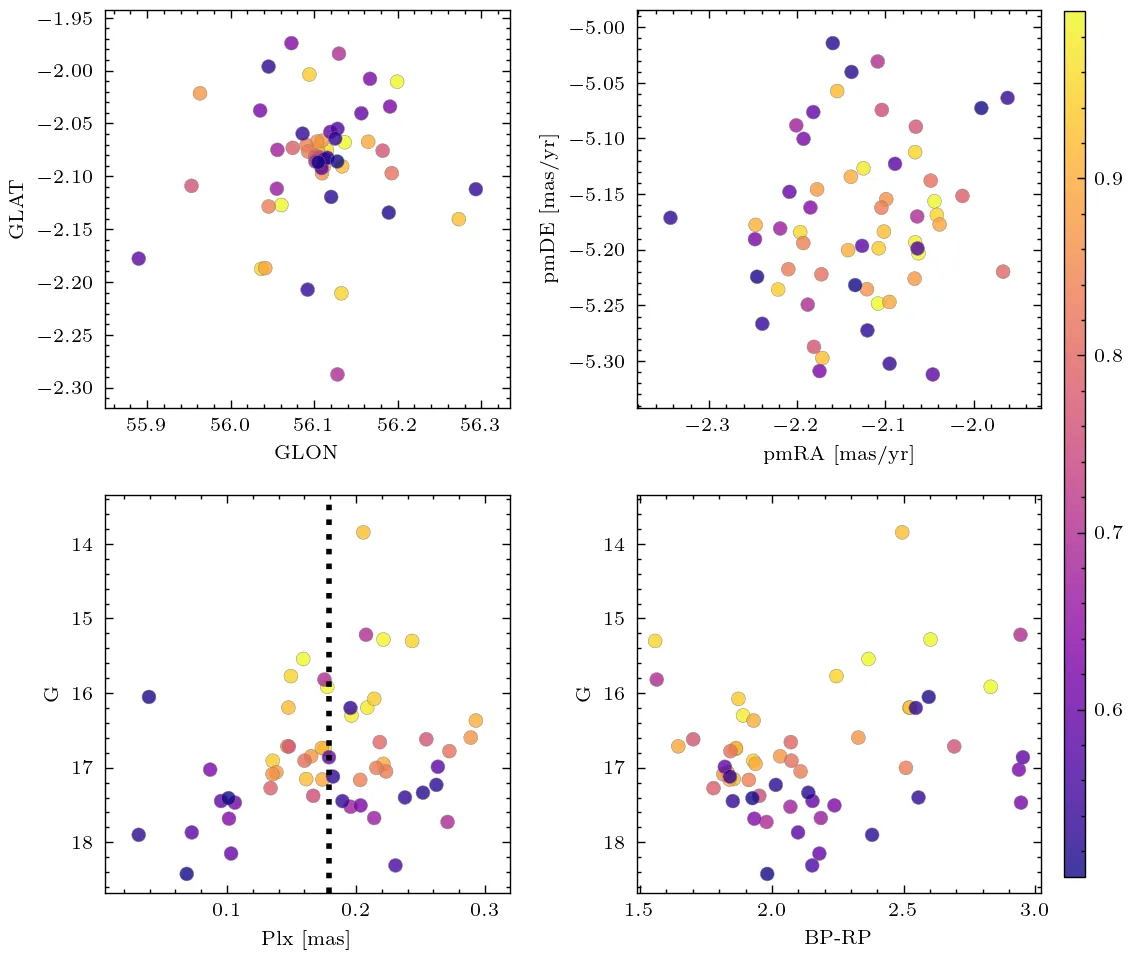 −1.95
−2.00
−2.05
−2.10
−2.15
−2.20
−2.25
−2.30
GLAT
55.9 56.0 56.1 56.2 56.3
GLON
−5.00
−5.05
−5.10
−5.15
−5.20
−5.25
−5.30
pmDE [mas/yr]
−2.3 −2.2 −2.1 −2.0
pmRA [mas/yr]
0.9
0.8
0.7
0.6
14
15
16
17
18
G
0.1 0.2 0.3
Plx [mas]
14
15
16
17
18
G
1.5 2.0 2.5 3.0
BP-RP